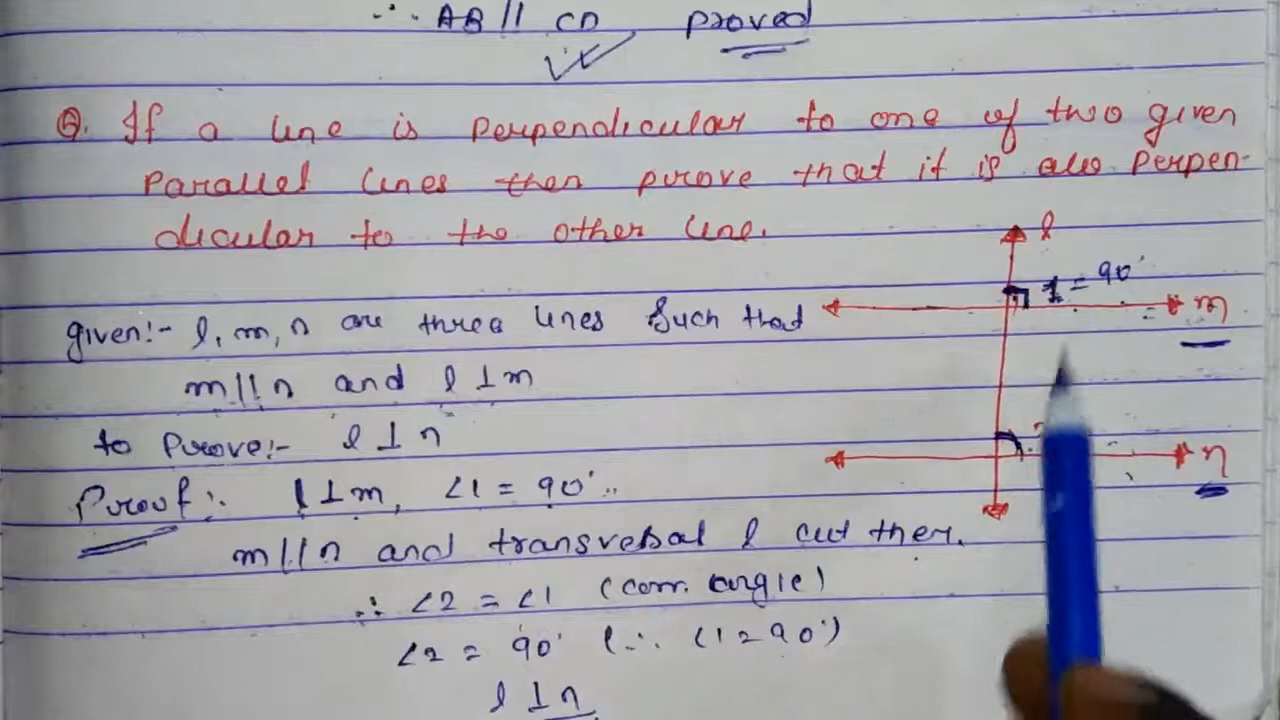 ∴ AB // CD proved
Q. If a line is perpendicular to one of two given
parallel lines then prove that it is also perpen-
dicular to the other line.
l
1 = 90°
m
given:- l, m, n are three lines such that
m // n and l ⊥ m
to prove:- l ⊥ n
n
Proof:- l ⊥ m, ∠1 = 90°
m // n and transvebal l cut them.
∴ ∠2 = ∠1 (corr. angle)
∠2 = 90° (∵ ∠1 = 90°)
l ⊥ n